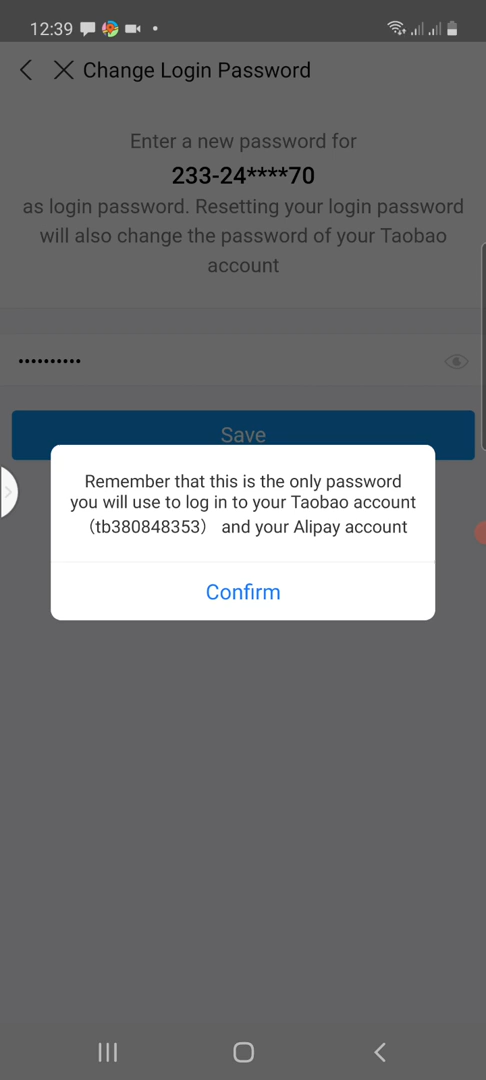 12:39
Change Login Password
Enter a new password for
233-24****70
as login password. Resetting your login password
will also change the password of your Taobao
account
••••••••••
Save
Remember that this is the only password
you will use to log in to your Taobao account
（tb380848353） and your Alipay account
Confirm